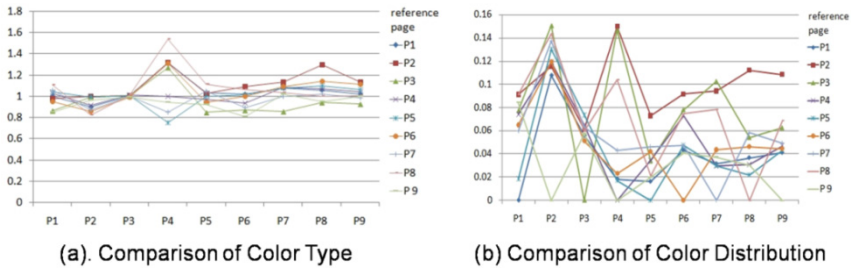 1.8
1.6
1.4
1.2
1
0.8
0.6
0.4
0.2
0
P1 P2 P3 P4 P5 P6 P7 P8 P9
reference
page
P1
P2
P3
P4
P5
P6
P7
P8
P 9
(a). Comparison of Color Type
0.16
0.14
0.12
0.1
0.08
0.06
0.04
0.02
0
P1 P2 P3 P4 P5 P6 P7 P8 P9
reference
page
P1
P2
P3
P4
P5
P6
P7
P8
P 9
(b) Comparison of Color Distribution